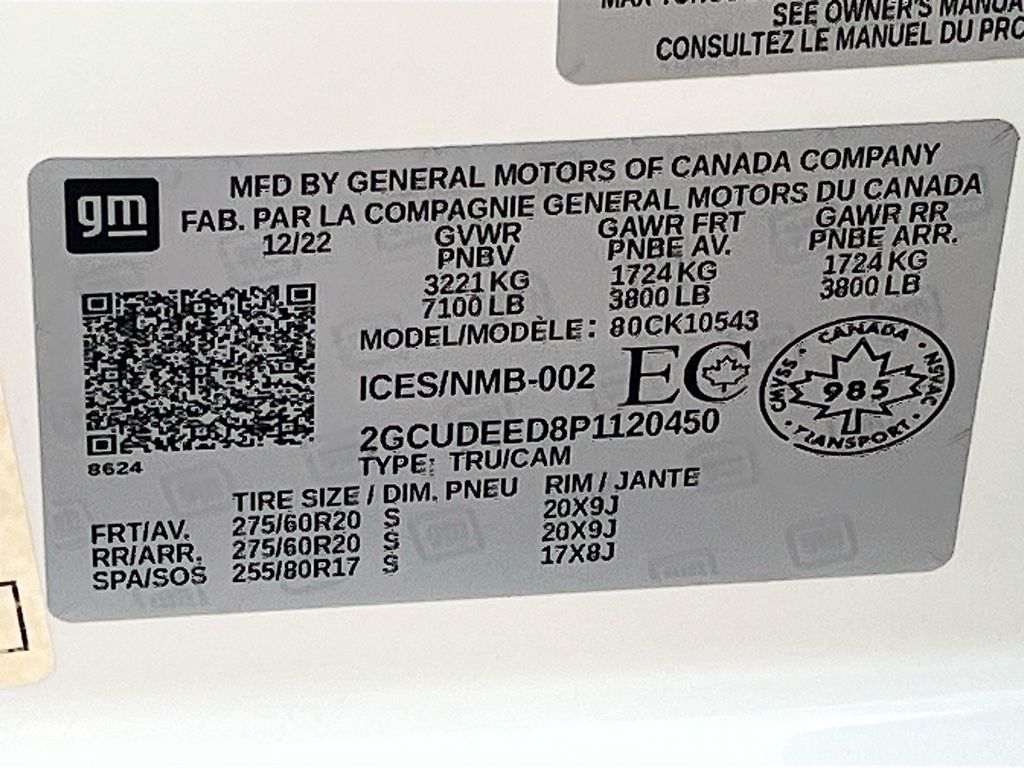 SEE OWNER'S MANUA
CONSULTEZ LE MANUEL DU PRO
gm
MFD BY GENERAL MOTORS OF CANADA COMPANY
FAB. PAR LA COMPAGNIE GENERAL MOTORS DU CANADA
12/22 GVWR GAWR FRT GAWR RR
PNBV PNBE AV. PNBE ARR.
3221 KG 1724 KG 1724 KG
7100 LB 3800 LB 3800 LB
MODEL/MODÈLE: 80CK10543
ICES/NMB-002 EC
CANADA
CMVSS 985 NSVAC
TRANSPORT
2GCUDEED8P1120450
8624
TYPE: TRU/CAM
TIRE SIZE / DIM. PNEU RIM / JANTE
FRT/AV. 275/60R20 S 20X9J
RR/ARR. 275/60R20 S 20X9J
SPA/SOS 255/80R17 S 17X8J